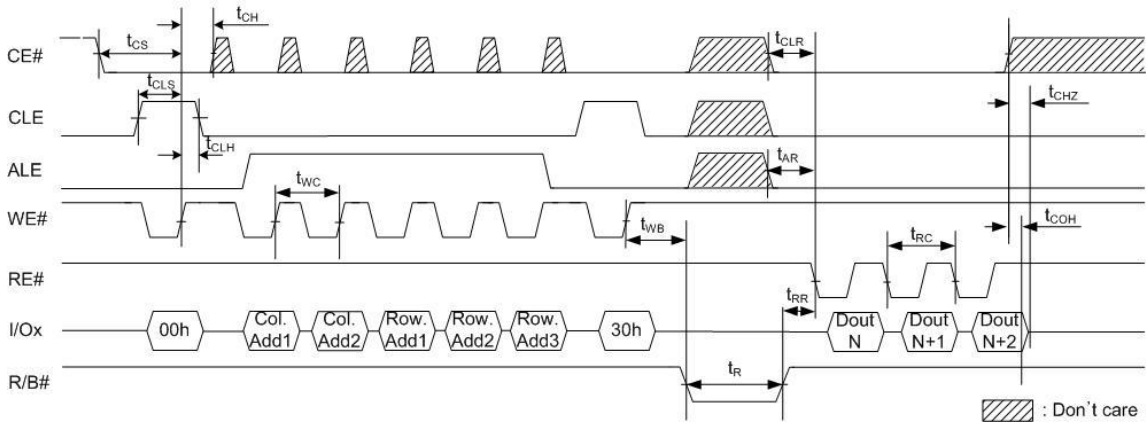 tCH
tCS
CE#
tCLR
tCLS
tCHZ
CLE
tCLH
ALE
tAR
tWC
WE#
tWB
tCOH
tRC
RE#
tRR
I/Ox
00h
Col. Add1
Col. Add2
Row. Add1
Row. Add2
Row. Add3
30h
Dout N
Dout N+1
Dout N+2
R/B#
tR
: Don't care